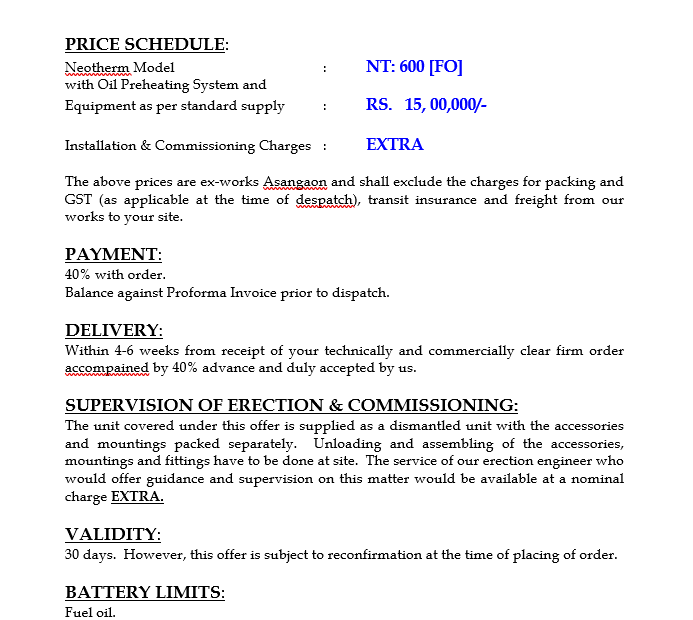 PRICE SCHEDULE:
Neotherm Model : NT: 600 [FO]
with Oil Preheating System and
Equipment as per standard supply : RS. 15, 00,000/-
Installation & Commissioning Charges : EXTRA
The above prices are ex-works Asangaon and shall exclude the charges for packing and
GST (as applicable at the time of despatch), transit insurance and freight from our
works to your site.
PAYMENT:
40% with order.
Balance against Proforma Invoice prior to dispatch.
DELIVERY:
Within 4-6 weeks from receipt of your technically and commercially clear firm order
accompained by 40% advance and duly accepted by us.
SUPERVISION OF ERECTION & COMMISSIONING:
The unit covered under this offer is supplied as a dismantled unit with the accessories
and mountings packed separately. Unloading and assembling of the accessories,
mountings and fittings have to be done at site. The service of our erection engineer who
would offer guidance and supervision on this matter would be available at a nominal
charge EXTRA.
VALIDITY:
30 days. However, this offer is subject to reconfirmation at the time of placing of order.
BATTERY LIMITS:
Fuel oil.